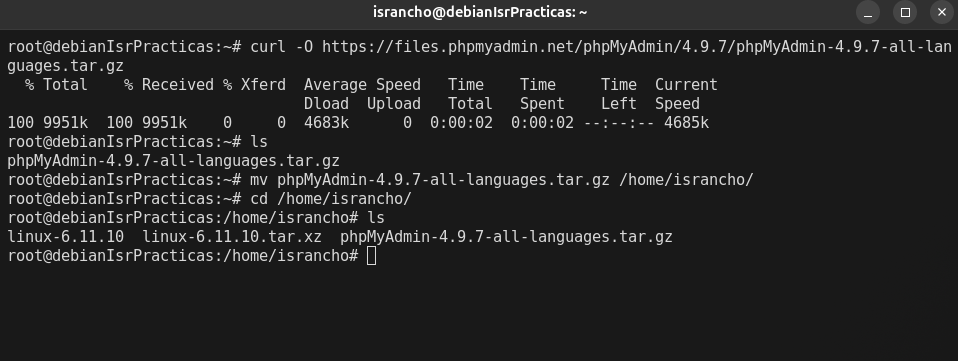 israncho@debianIsrPracticas: ~
root@debianIsrPracticas:~# curl -O https://files.phpmyadmin.net/phpMyAdmin/4.9.7/phpMyAdmin-4.9.7-all-lan
guages.tar.gz
  % Total    % Received % Xferd  Average Speed   Time    Time     Time  Current
                                 Dload  Upload   Total   Spent    Left  Speed
100 9951k  100 9951k    0     0  4683k      0  0:00:02  0:00:02 --:--:-- 4685k
root@debianIsrPracticas:~# ls
phpMyAdmin-4.9.7-all-languages.tar.gz
root@debianIsrPracticas:~# mv phpMyAdmin-4.9.7-all-languages.tar.gz /home/israncho/
root@debianIsrPracticas:~# cd /home/israncho/
root@debianIsrPracticas:/home/israncho# ls
linux-6.11.10  linux-6.11.10.tar.xz  phpMyAdmin-4.9.7-all-languages.tar.gz
root@debianIsrPracticas:/home/israncho#